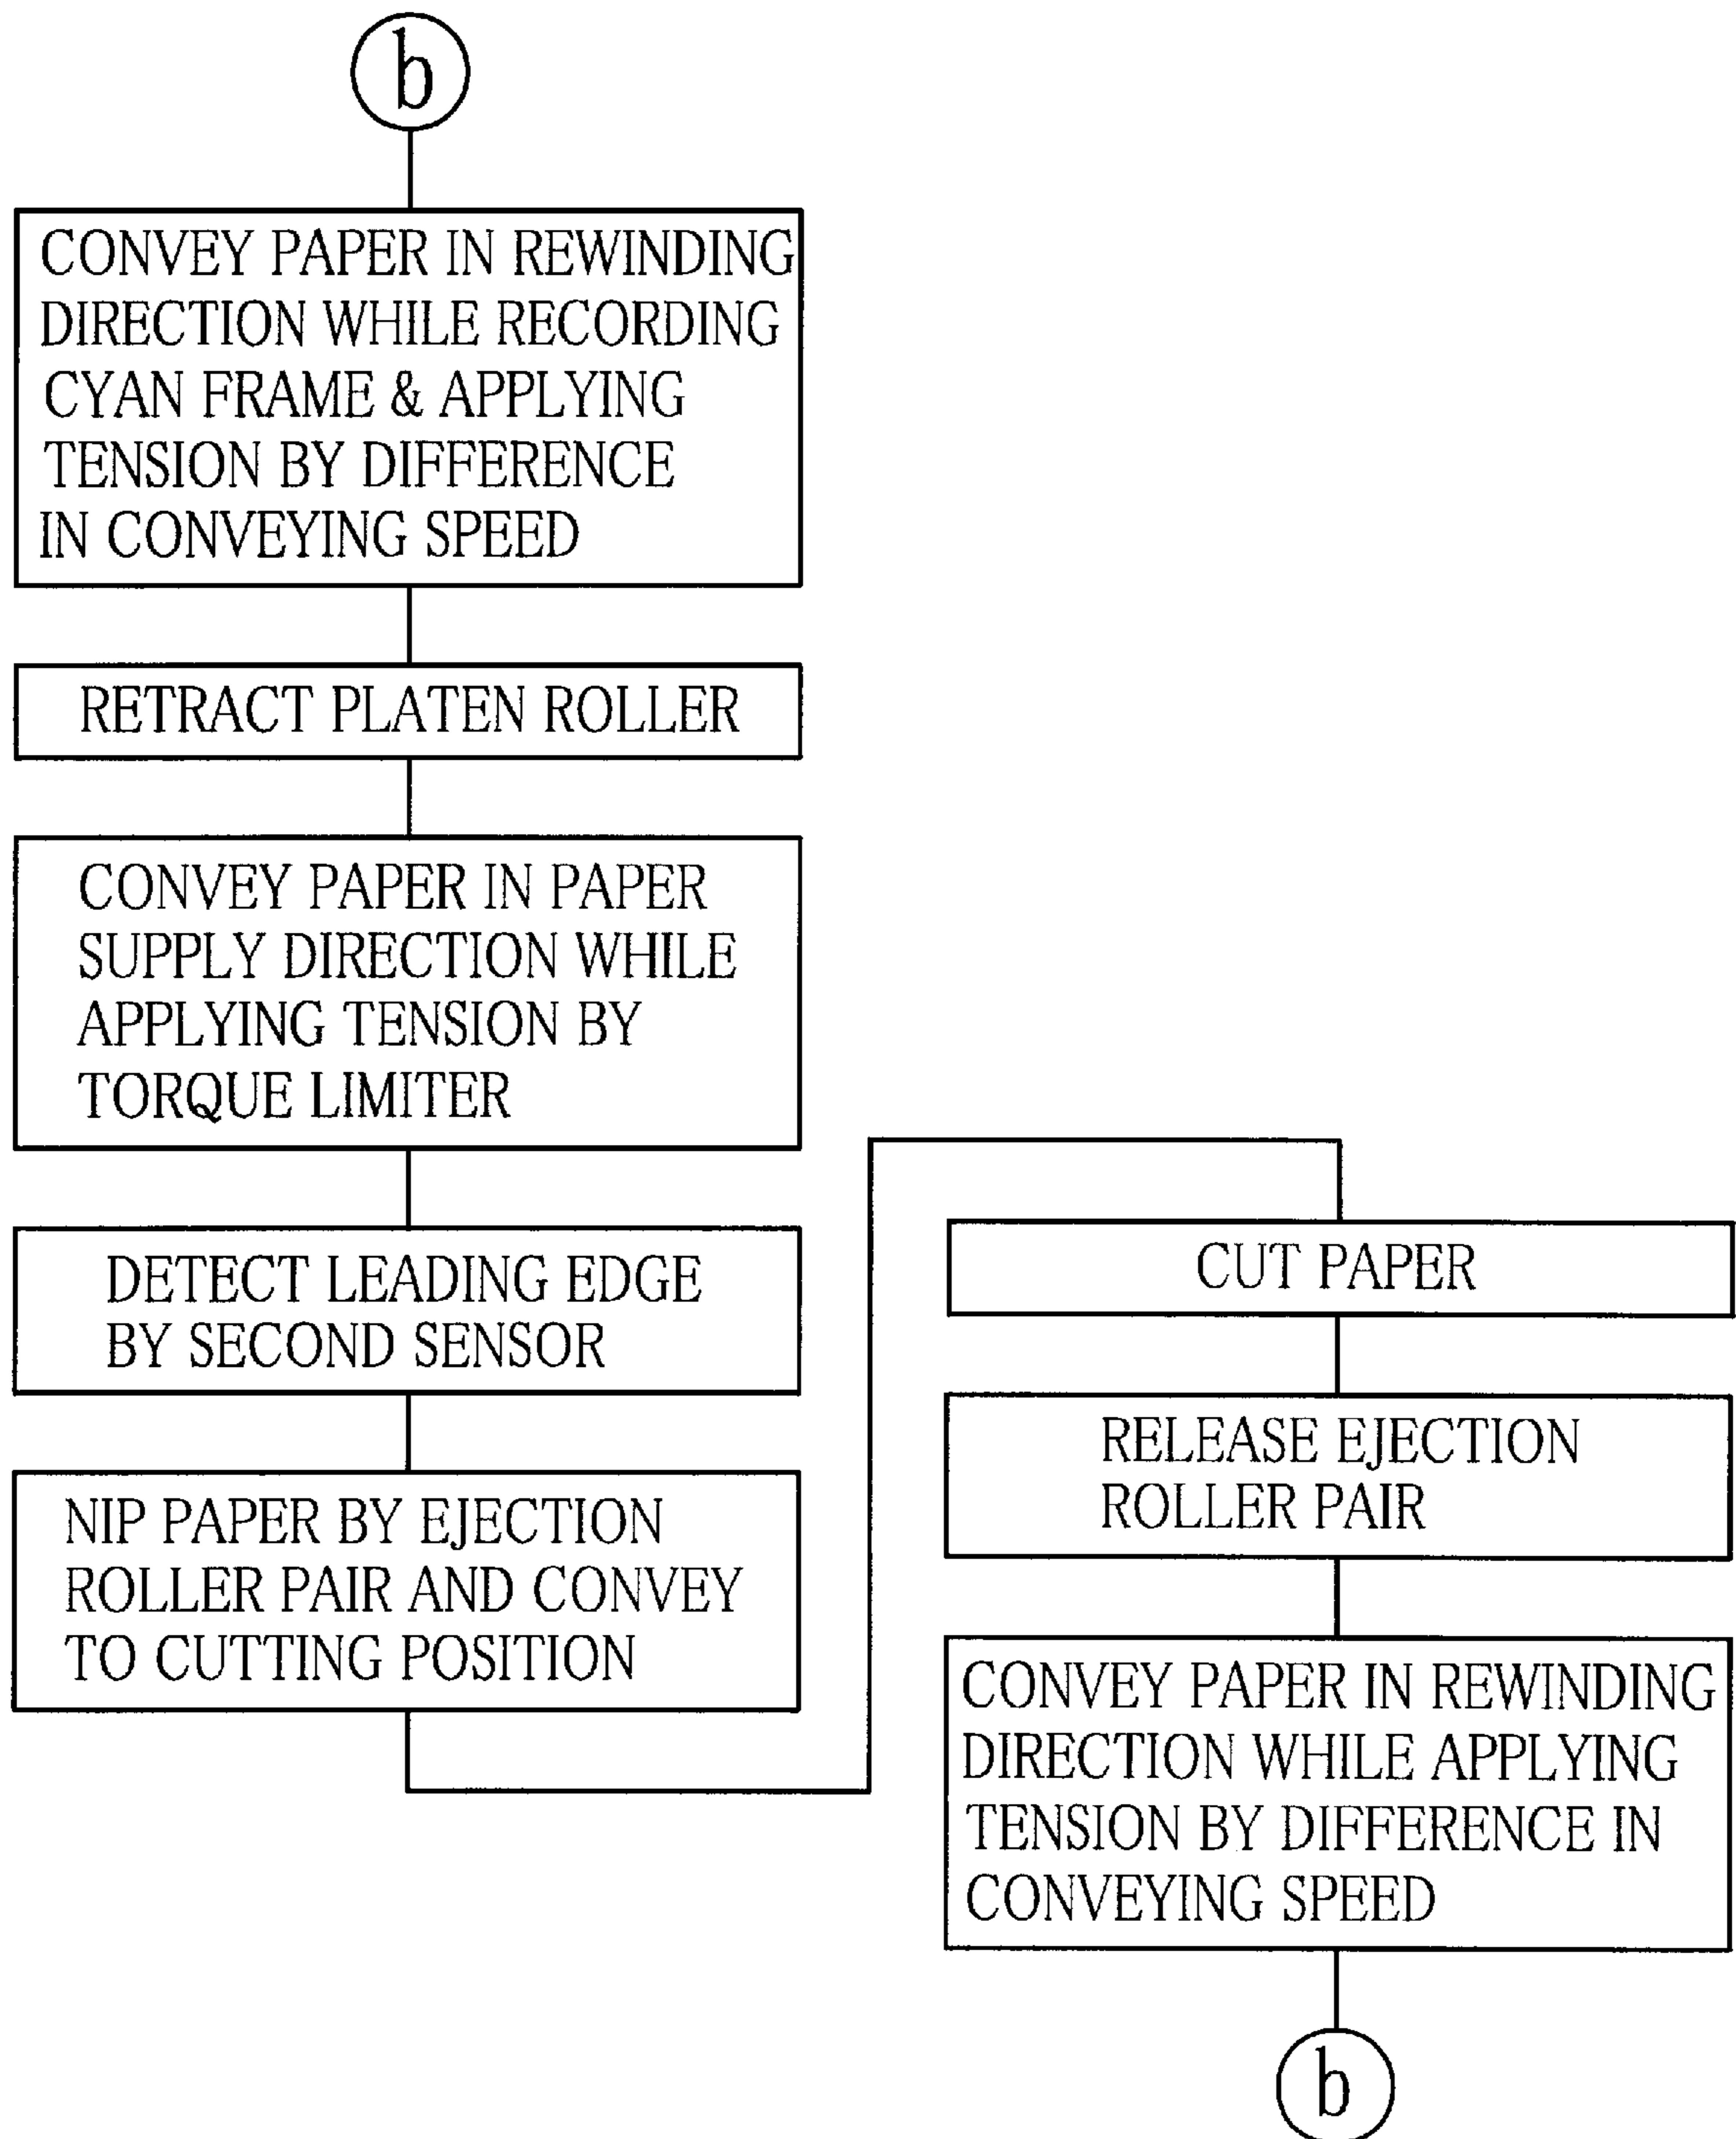 b
CONVEY PAPER IN REWINDING
DIRECTION WHILE RECORDING
CYAN FRAME & APPLYING
TENSION BY DIFFERENCE
IN CONVEYING SPEED
RETRACT PLATEN ROLLER
CONVEY PAPER IN PAPER
SUPPLY DIRECTION WHILE
APPLYING TENSION BY
TORQUE LIMITER
DETECT LEADING EDGE
BY SECOND SENSOR
NIP PAPER BY EJECTION
ROLLER PAIR AND CONVEY
TO CUTTING POSITION
CUT PAPER
RELEASE EJECTION
ROLLER PAIR
CONVEY PAPER IN REWINDING
DIRECTION WHILE APPLYING
TENSION BY DIFFERENCE IN
CONVEYING SPEED
b